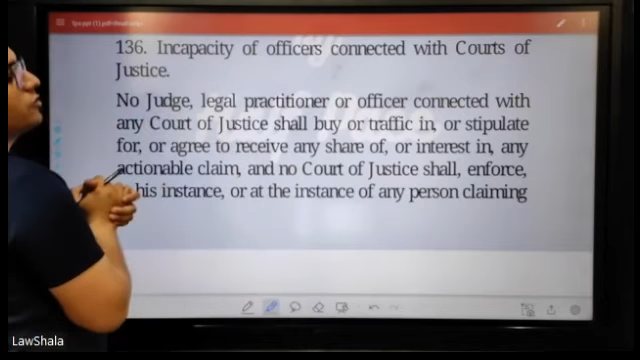 136. Incapacity of officers connected with Courts of
Justice.
No Judge, legal practitioner or officer connected with
any Court of Justice shall buy or traffic in, or stipulate
for, or agree to receive any share of, or interest in, any
actionable claim, and no Court of Justice shall, enforce,
his instance, or at the instance of any person claiming
LawShala